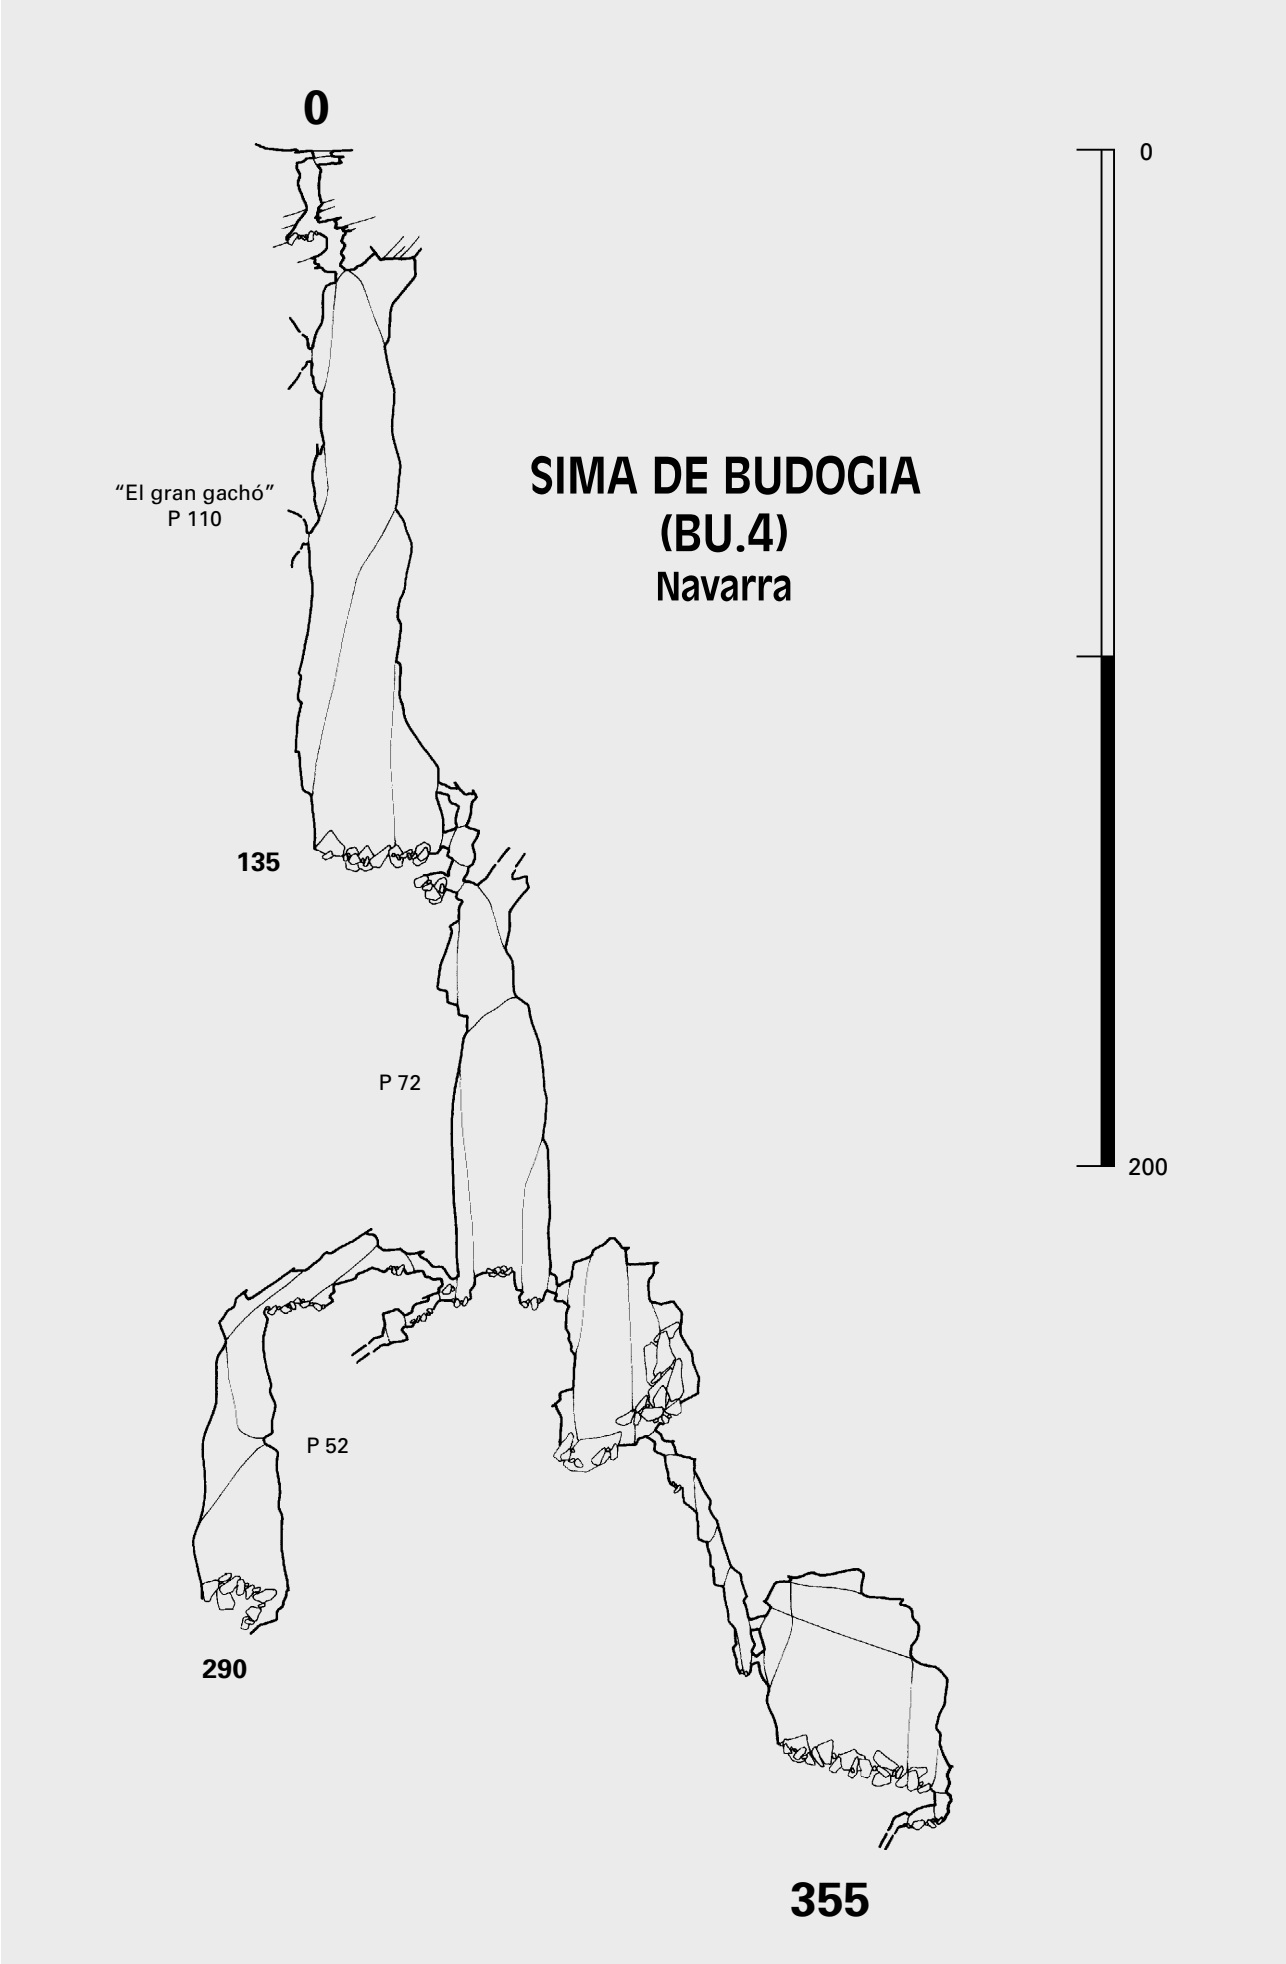 0
0
SIMA DE BUDOGIA
(BU.4)
Navarra
“El gran gachó”
P 110
135
P 72
200
P 52
290
355